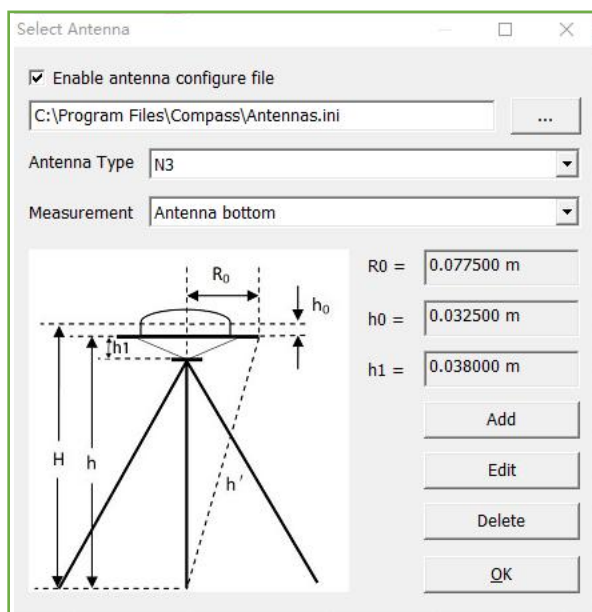 Select Antenna
Enable antenna configure file
C:\Program Files\Compass\Antennas.ini
...
Antenna Type N3
Measurement Antenna bottom
R0 = 0.077500 m
h0 = 0.032500 m
h1 = 0.038000 m
R₀
h₀
h1
H
h
h'
Add
Edit
Delete
OK